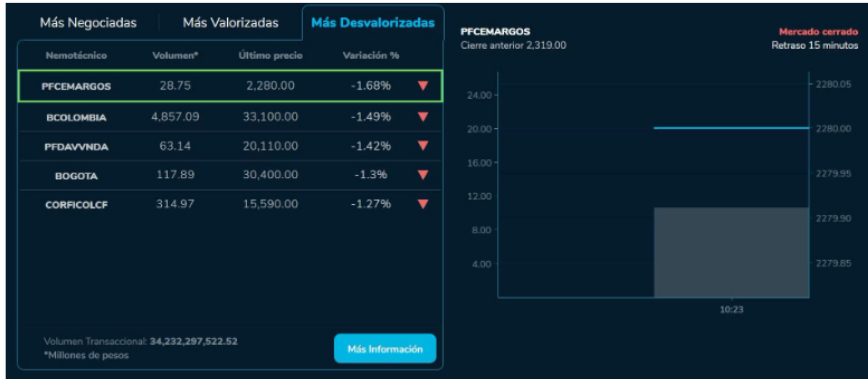 Más Negociadas Más Valorizadas Más Desvalorizadas
Nemotécnico Volumen* Último precio Variación %
PFCEMARGOS 28.75 2,280.00 -1.68% ▼
BCOLOMBIA 4,857.09 33,100.00 -1.49% ▼
PFDAVVNDA 63.14 20,110.00 -1.42% ▼
BOGOTA 117.89 30,400.00 -1.3% ▼
CORFICOLCF 314.97 15,590.00 -1.27% ▼
Volumen Transaccional: 34,232,297,522.52
*Millones de pesos
Más Información
PFCEMARGOS Mercado cerrado
Cierre anterior 2,319.00 Retraso 15 minutos
24.00 2280.05
20.00 2280.00
16.00 2279.95
12.00 2279.90
8.00
4.00 2279.85
10:23